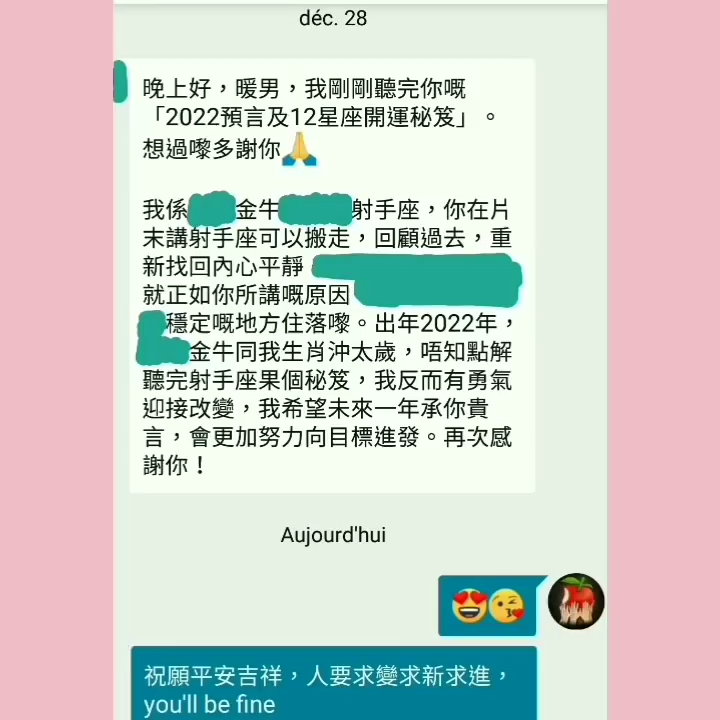 déc. 28
晚上好，暖男，我剛剛聽完你嘅
「2022預言及12星座開運秘笈」。
想過嚟多謝你🙏
我係 金牛 射手座，你在片
末講射手座可以搬走，回顧過去，重
新找回內心平靜
就正如你所講嘅原因
穩定嘅地方住落嚟。出年2022年，
金牛同我生肖沖太歲，唔知點解
聽完射手座果個秘笈，我反而有勇氣
迎接改變，我希望未來一年承你貴
言，會更加努力向目標進發。再次感
謝你！
Aujourd'hui
😍😘
祝願平安吉祥，人要求變求新求進，
you'll be fine